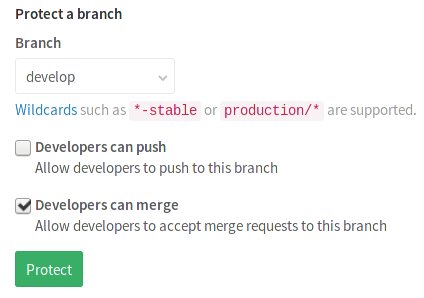 Protect a branch
Branch
develop
Wildcards such as *-stable or production/* are supported.
Developers can push
Allow developers to push to this branch
Developers can merge
Allow developers to accept merge requests to this branch
Protect